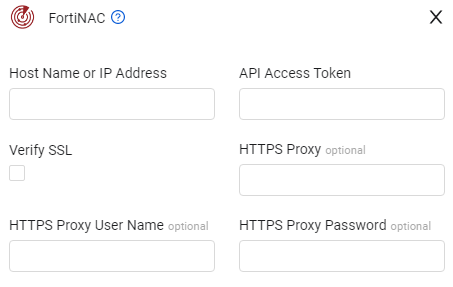 FortiNAC ?
Host Name or IP Address API Access Token
Verify SSL HTTPS Proxy optional
HTTPS Proxy User Name optional HTTPS Proxy Password optional